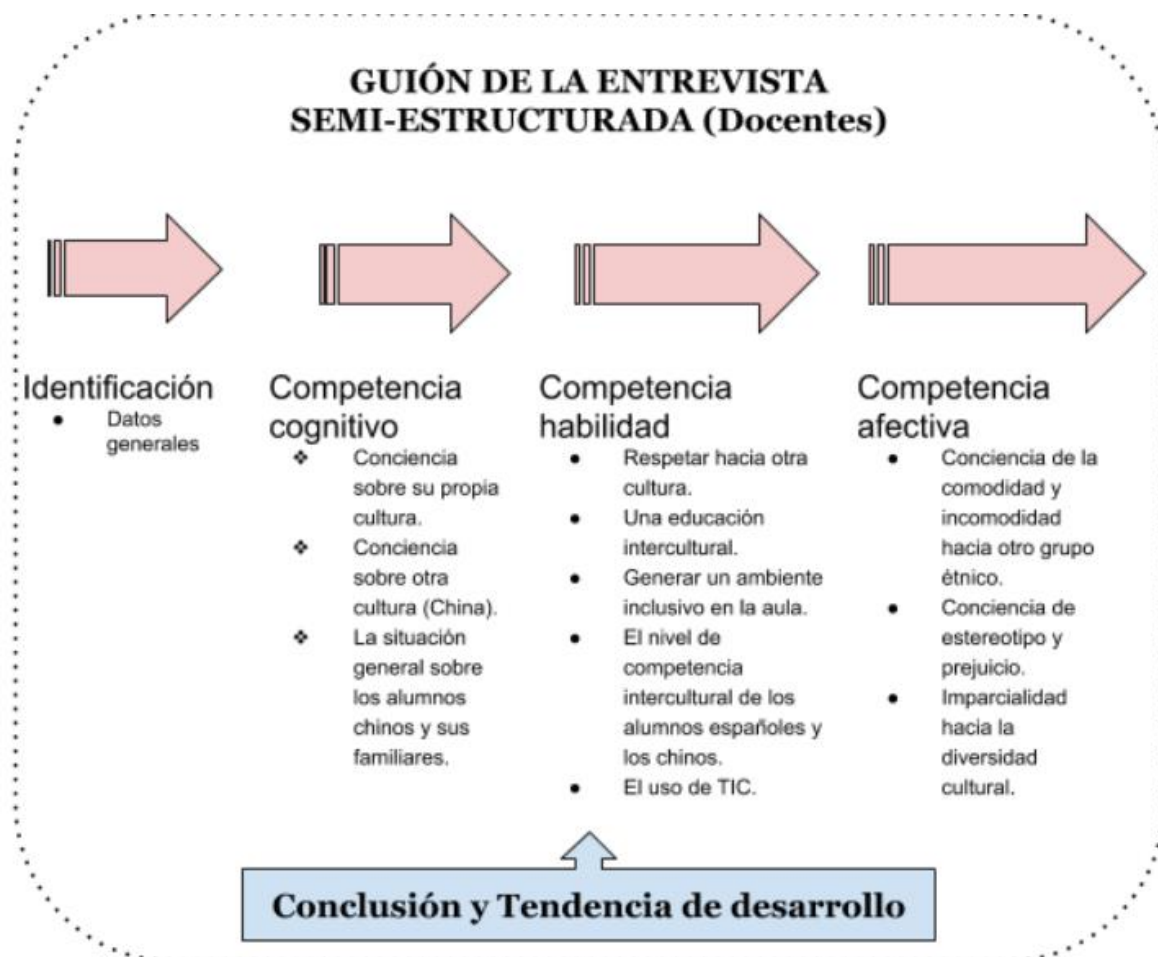 GUIÓN DE LA ENTREVISTA
SEMI-ESTRUCTURADA (Docentes)
Identificación
● Datos
generales
Competencia
cognitivo
❖ Conciencia
sobre su propia
cultura.
❖ Conciencia
sobre otra
cultura (China).
❖ La situación
general sobre
los alumnos
chinos y sus
familiares.
Competencia
habilidad
● Respetar hacia otra
cultura.
● Una educación
intercultural.
● Generar un ambiente
inclusivo en la aula.
● El nivel de
competencia
intercultural de los
alumnos españoles y
los chinos.
● El uso de TIC.
Competencia
afectiva
● Conciencia de la
comodidad y
incomodidad
hacia otro grupo
étnico.
● Conciencia de
estereotipo y
prejuicio.
● Imparcialidad
hacia la
diversidad
cultural.
Conclusión y Tendencia de desarrollo